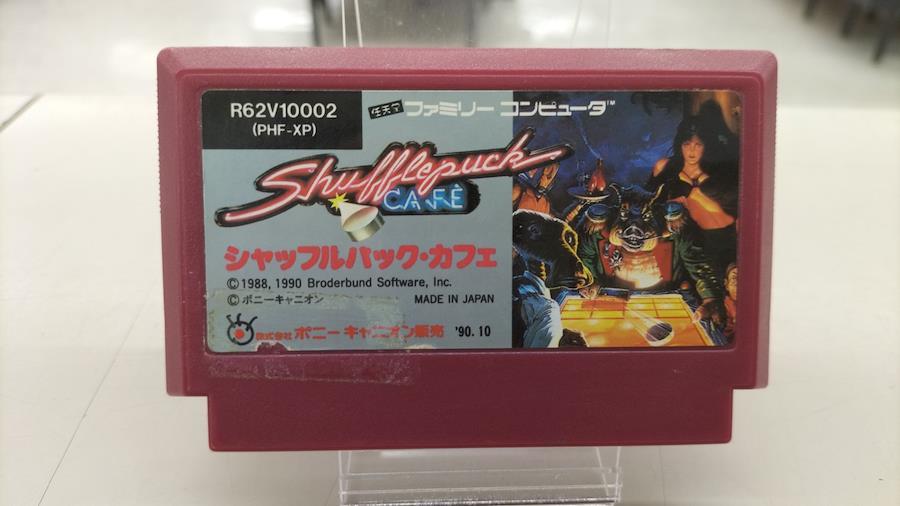 R62V10002
(PHF-XP)
任天堂 ファミリー コンピュータ™
Shufflepuck
CAFÉ
シャッフルパック・カフェ
©1988, 1990 Broderbund Software, Inc.
©ポニーキャニオン MADE IN JAPAN
株式会社 ポニーキャニオン販売 '90.10